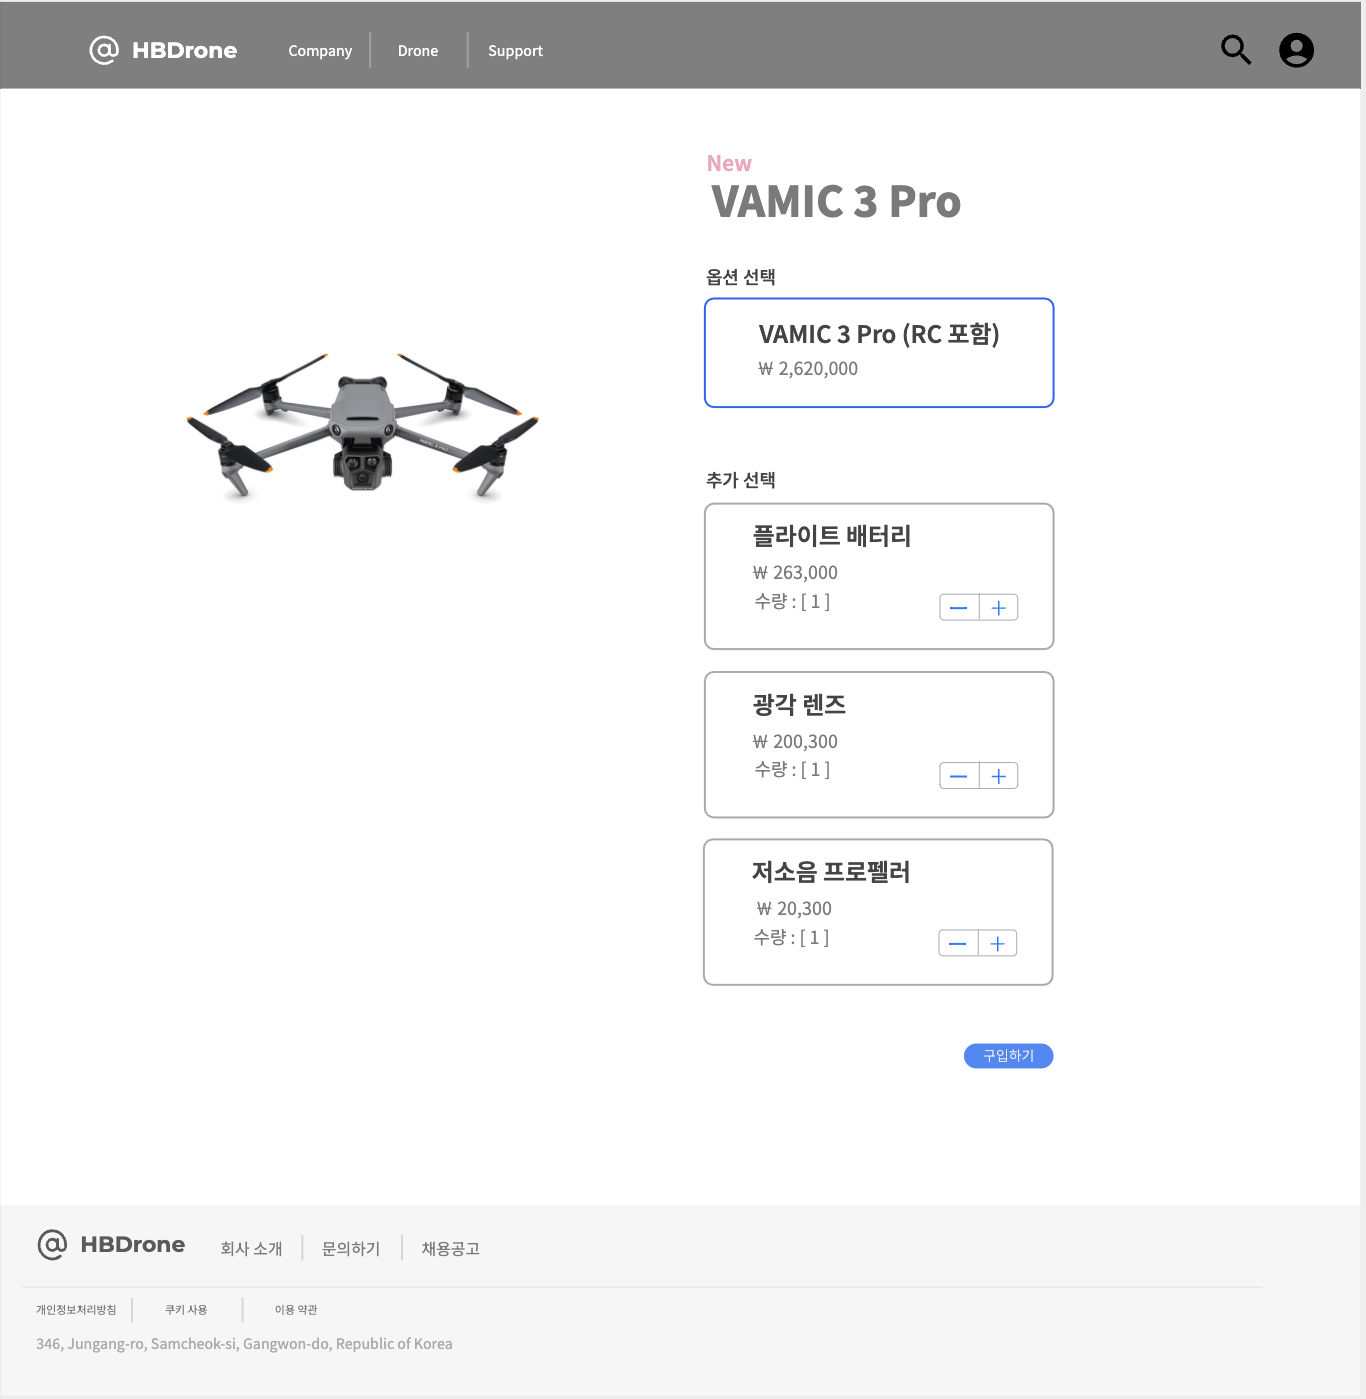 @ HBDrone Company Drone Support
New
VAMIC 3 Pro
옵션 선택
VAMIC 3 Pro (RC 포함)
₩ 2,620,000
VAMIC 3 PRO
추가 선택
플라이트 배터리
₩ 263,000
수량 : [ 1 ]
광각 렌즈
₩ 200,300
수량 : [ 1 ]
저소음 프로펠러
₩ 20,300
수량 : [ 1 ]
구입하기
@ HBDrone 회사 소개 문의하기 채용공고
개인정보처리방침 쿠키 사용 이용 약관
346, Jungang-ro, Samcheok-si, Gangwon-do, Republic of Korea